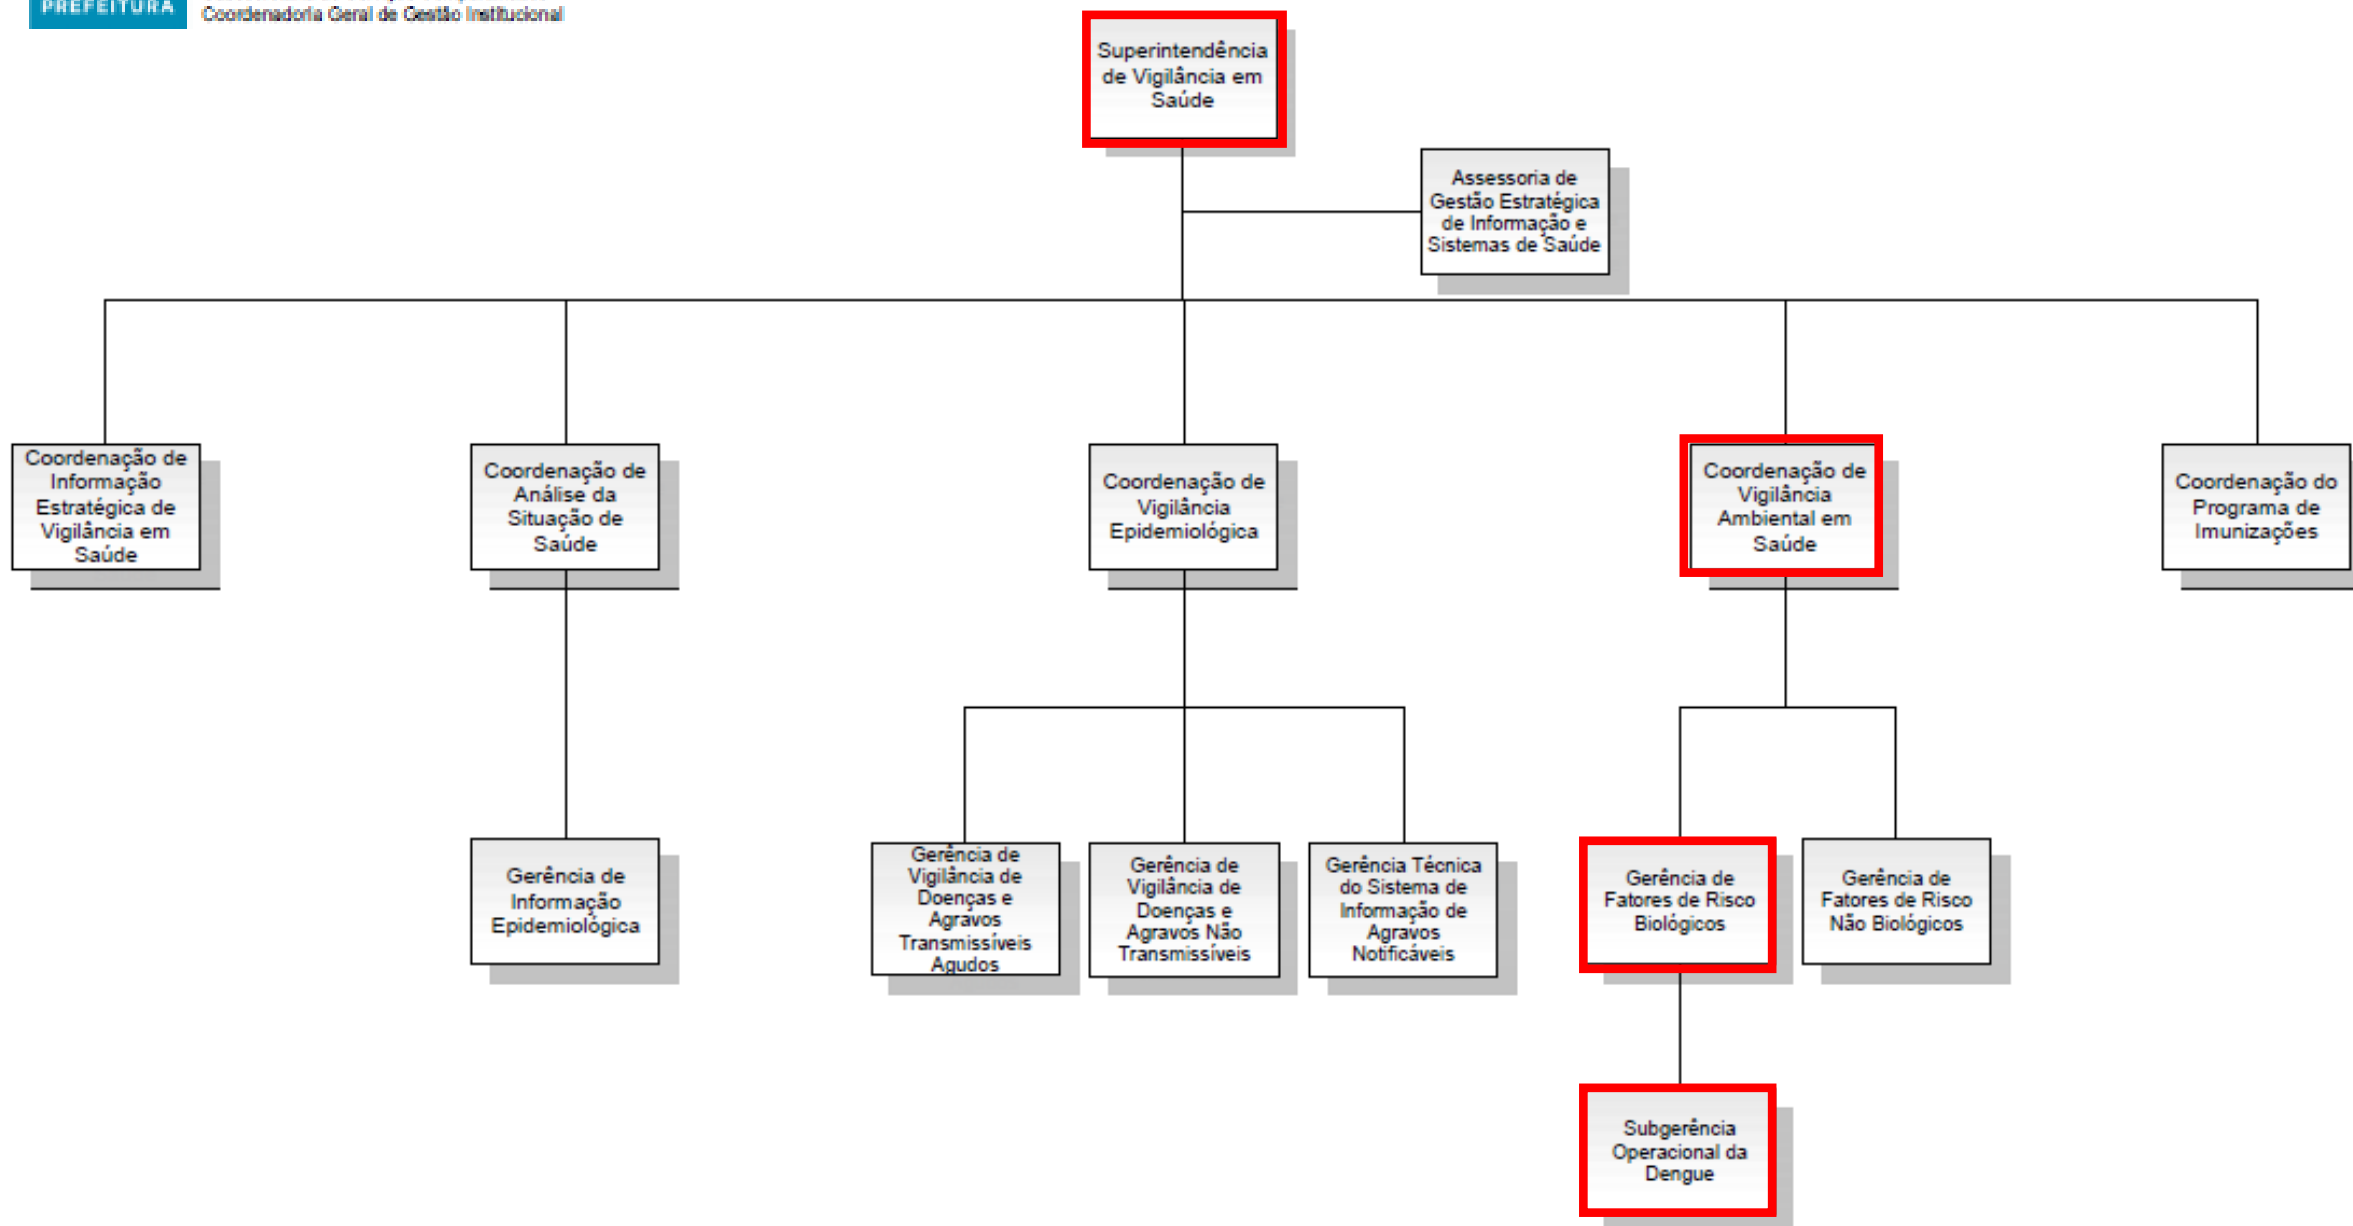 PREFEITURA
Coordenadoria Geral de Gestão Institucional
Superintendência
de Vigilância em
Saúde
Assessoria de
Gestão Estratégica
de Informação e
Sistemas de Saúde
Coordenação de
Informação
Estratégica de
Vigilância em
Saúde
Coordenação de
Análise da
Situação de
Saúde
Coordenação de
Vigilância
Epidemiológica
Coordenação de
Vigilância
Ambiental em
Saúde
Coordenação do
Programa de
Imunizações
Gerência de
Informação
Epidemiológica
Gerência de
Vigilância de
Doenças e
Agravos
Transmissíveis
Agudos
Gerência de
Vigilância de
Doenças e
Agravos Não
Transmissíveis
Gerência Técnica
do Sistema de
Informação de
Agravos
Notificáveis
Gerência de
Fatores de Risco
Biológicos
Gerência de
Fatores de Risco
Não Biológicos
Subgerência
Operacional da
Dengue